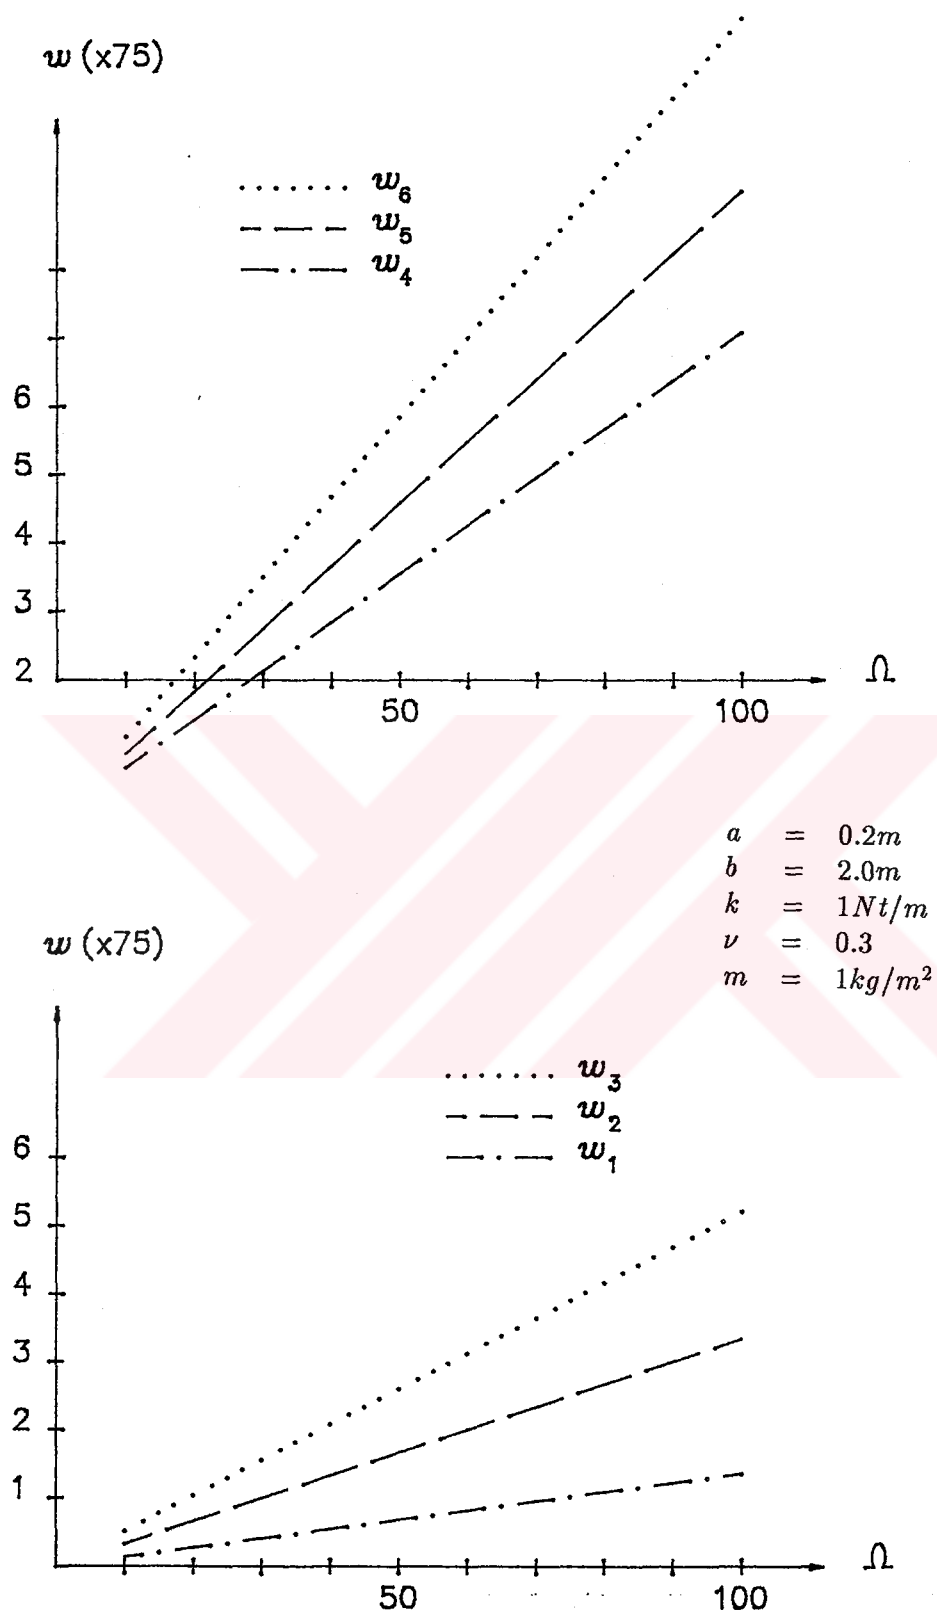 w (x75)
w₆
w₅
w₄
6
5
4
3
2
50
100
Ω
a = 0.2m
b = 2.0m
k = 1Nt/m
ν = 0.3
m = 1kg/m²
w (x75)
w₃
w₂
w₁
6
5
4
3
2
1
50
100
Ω